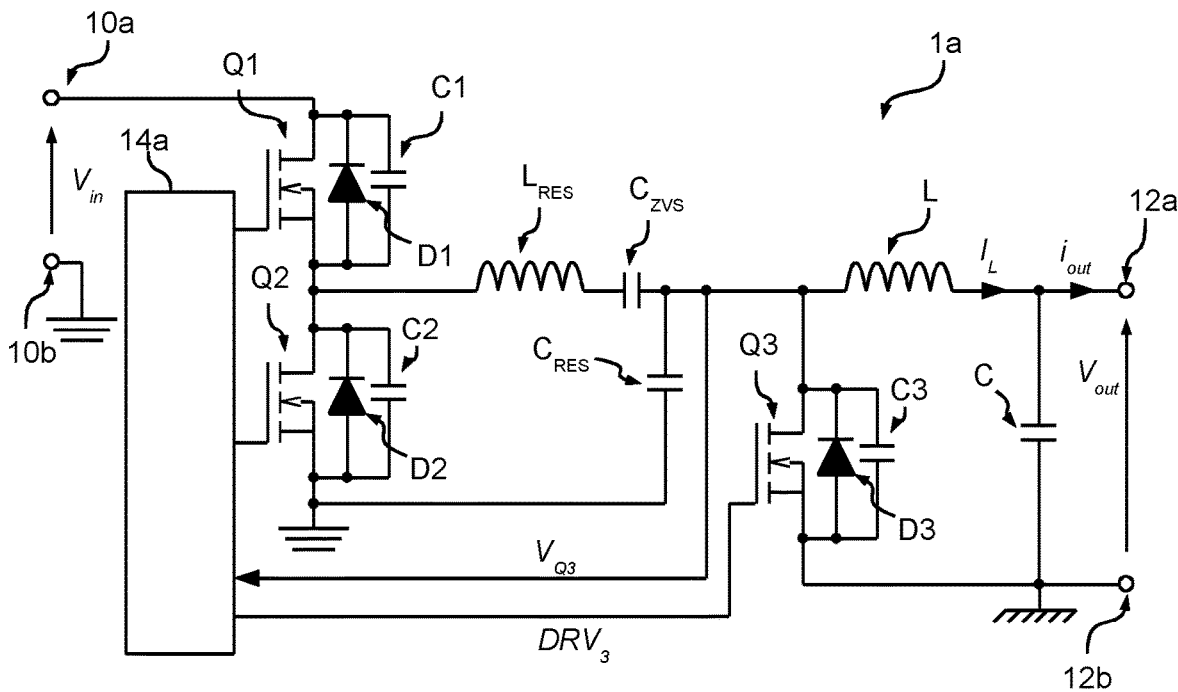 10a
1a
Q1
C1
14a
V_in
L_RES
C_ZVS
L
12a
D1
I_L
i_out
Q2
10b
C2
C_RES
Q3
C3
C
V_out
D2
D3
V_Q3
DRV_3
12b